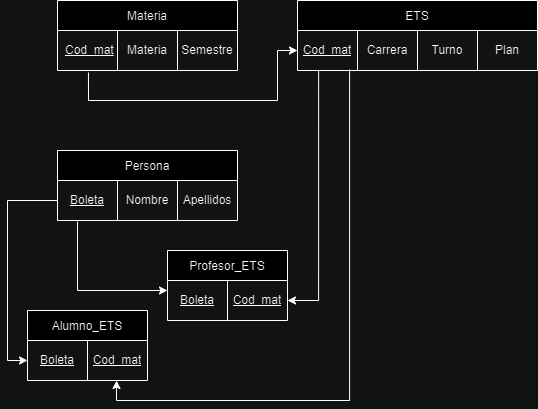 Materia
Cod_mat Materia Semestre
ETS
Cod_mat Carrera Turno Plan
Persona
Boleta Nombre Apellidos
Profesor_ETS
Boleta Cod_mat
Alumno_ETS
Boleta Cod_mat